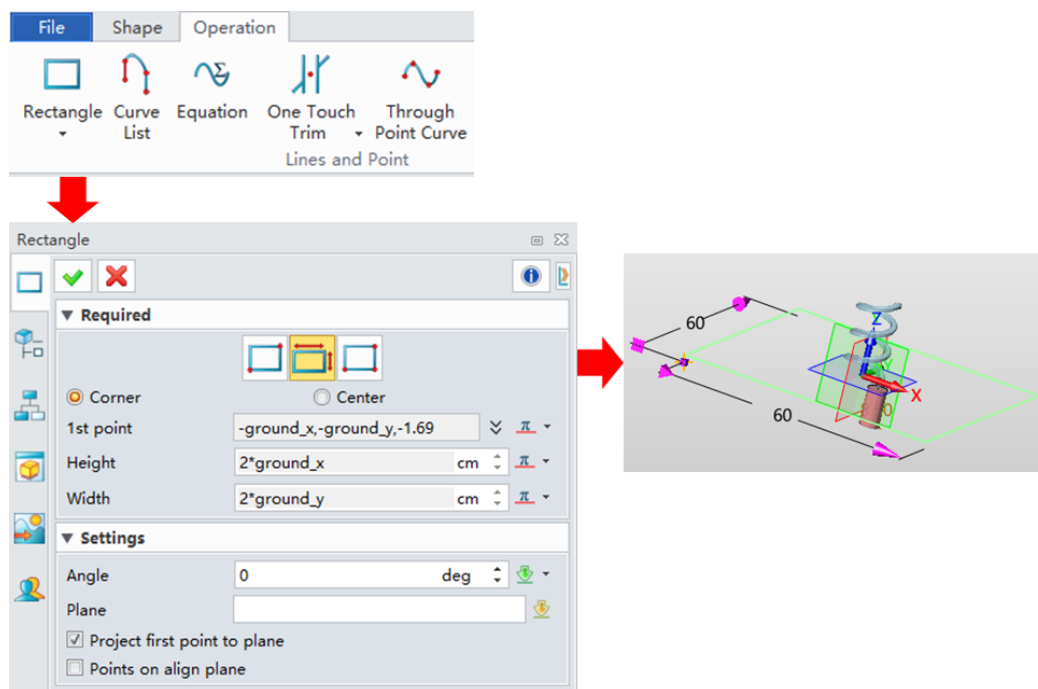 File Shape Operation
Rectangle Curve List Equation One Touch Trim Through Point Curve
Lines and Point
Rectangle
Required
Corner Center
1st point -ground_x,-ground_y,-1.69
Height 2*ground_x cm
Width 2*ground_y cm
Settings
Angle 0 deg
Plane
Project first point to plane
Points on align plane
60
Z
X
60